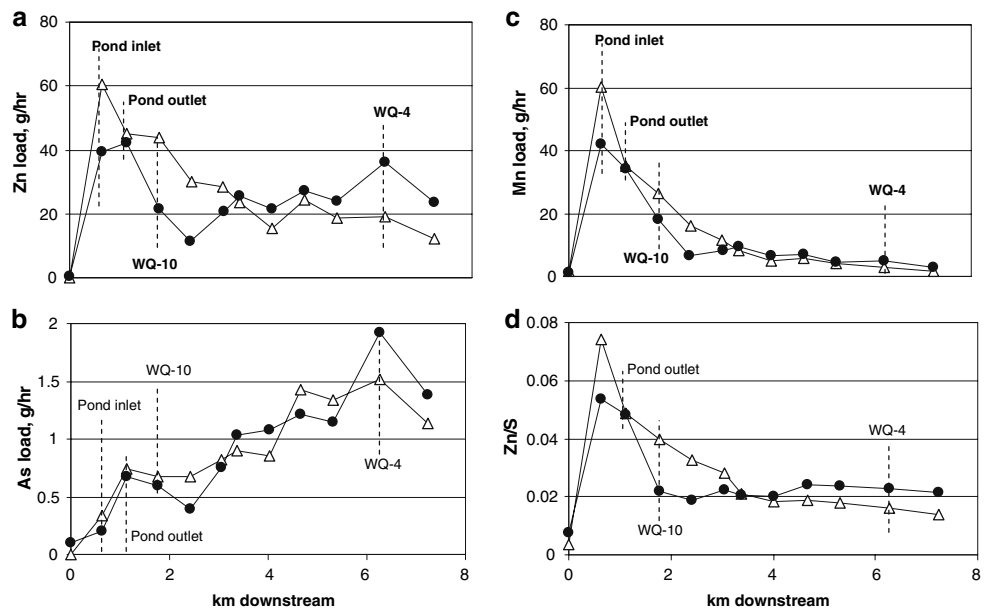 a
80
60
40
20
0
Zn load, g/hr
Pond inlet
Pond outlet
WQ-10
WQ-4
c
80
60
40
20
0
Mn load, g/hr
Pond inlet
Pond outlet
WQ-10
WQ-4
b
2
1.5
1
0.5
0
As load, g/hr
WQ-10
Pond inlet
Pond outlet
WQ-4
0 2 4 6 8
km downstream
d
0.08
0.06
0.04
0.02
0
Zn/S
Pond outlet
WQ-10
WQ-4
0 2 4 6 8
km downstream